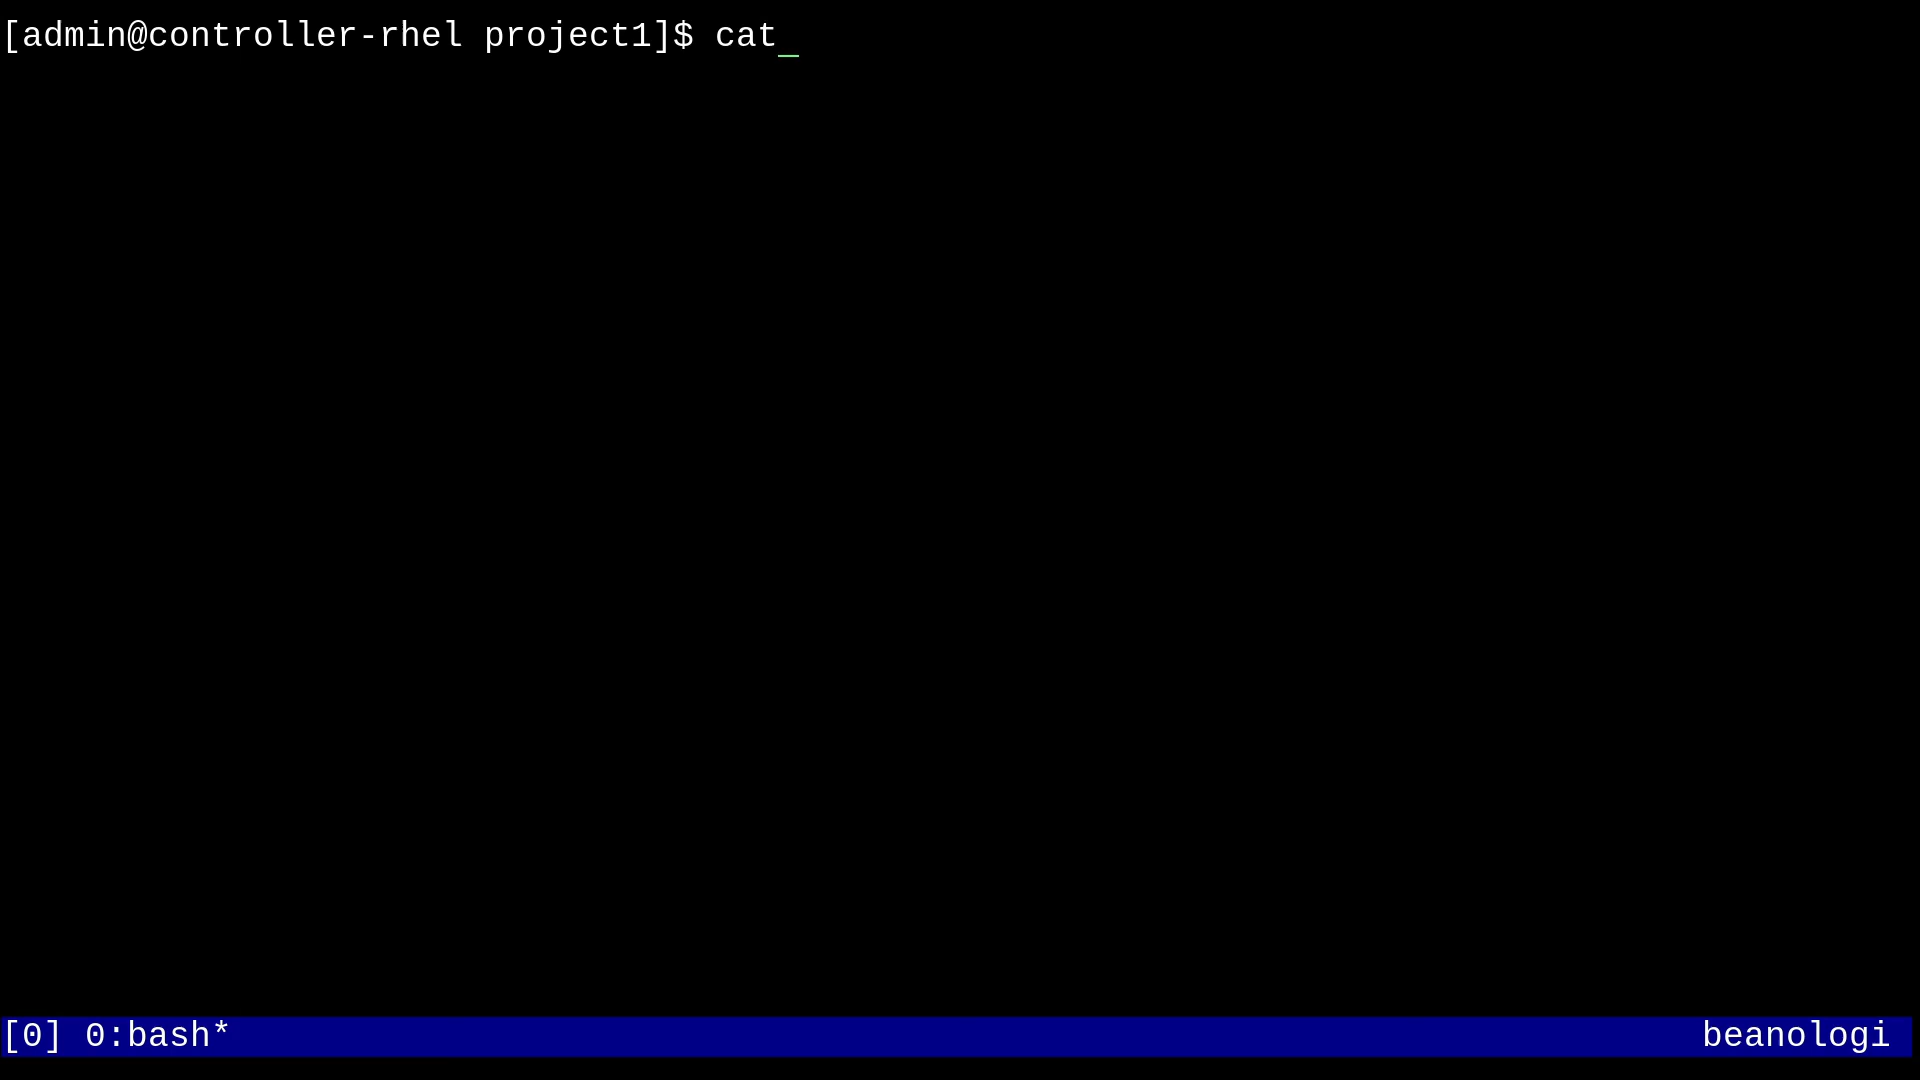 [admin@controller-rhel project1]$ cat_
[0] 0:bash*
beanologi